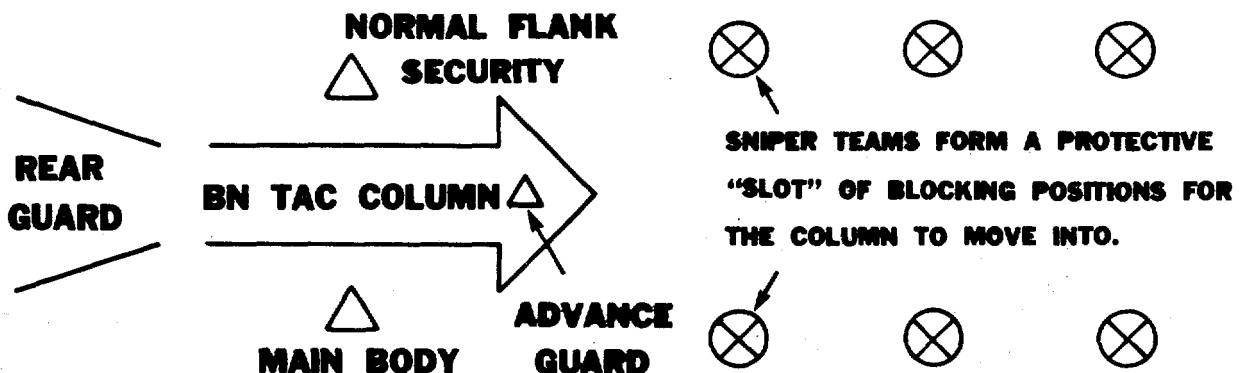 NORMAL FLANK
SECURITY
REAR
GUARD
BN TAC COLUMN
ADVANCE
GUARD
MAIN BODY
SNIPER TEAMS FORM A PROTECTIVE
“SLOT” OF BLOCKING POSITIONS FOR
THE COLUMN TO MOVE INTO.